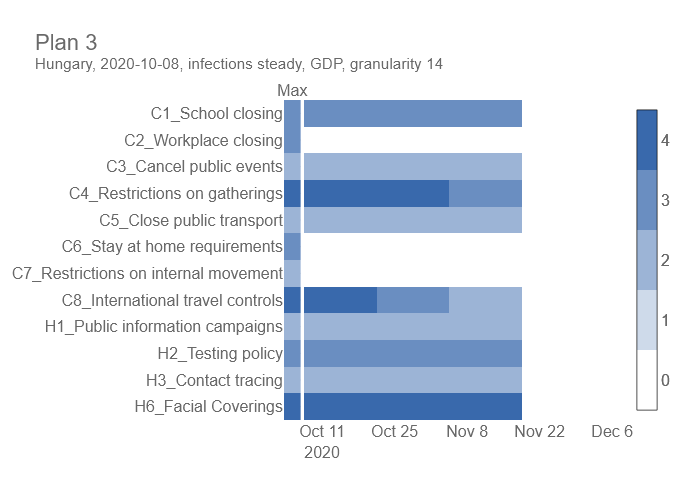 Plan 3
Hungary, 2020-10-08, infections steady, GDP, granularity 14
Max
C1_School closing
C2_Workplace closing
C3_Cancel public events
C4_Restrictions on gatherings
C5_Close public transport
C6_Stay at home requirements
C7_Restrictions on internal movement
C8_International travel controls
H1_Public information campaigns
H2_Testing policy
H3_Contact tracing
H6_Facial Coverings
Oct 11 Oct 25 Nov 8 Nov 22 Dec 6
2020
4
3
2
1
0